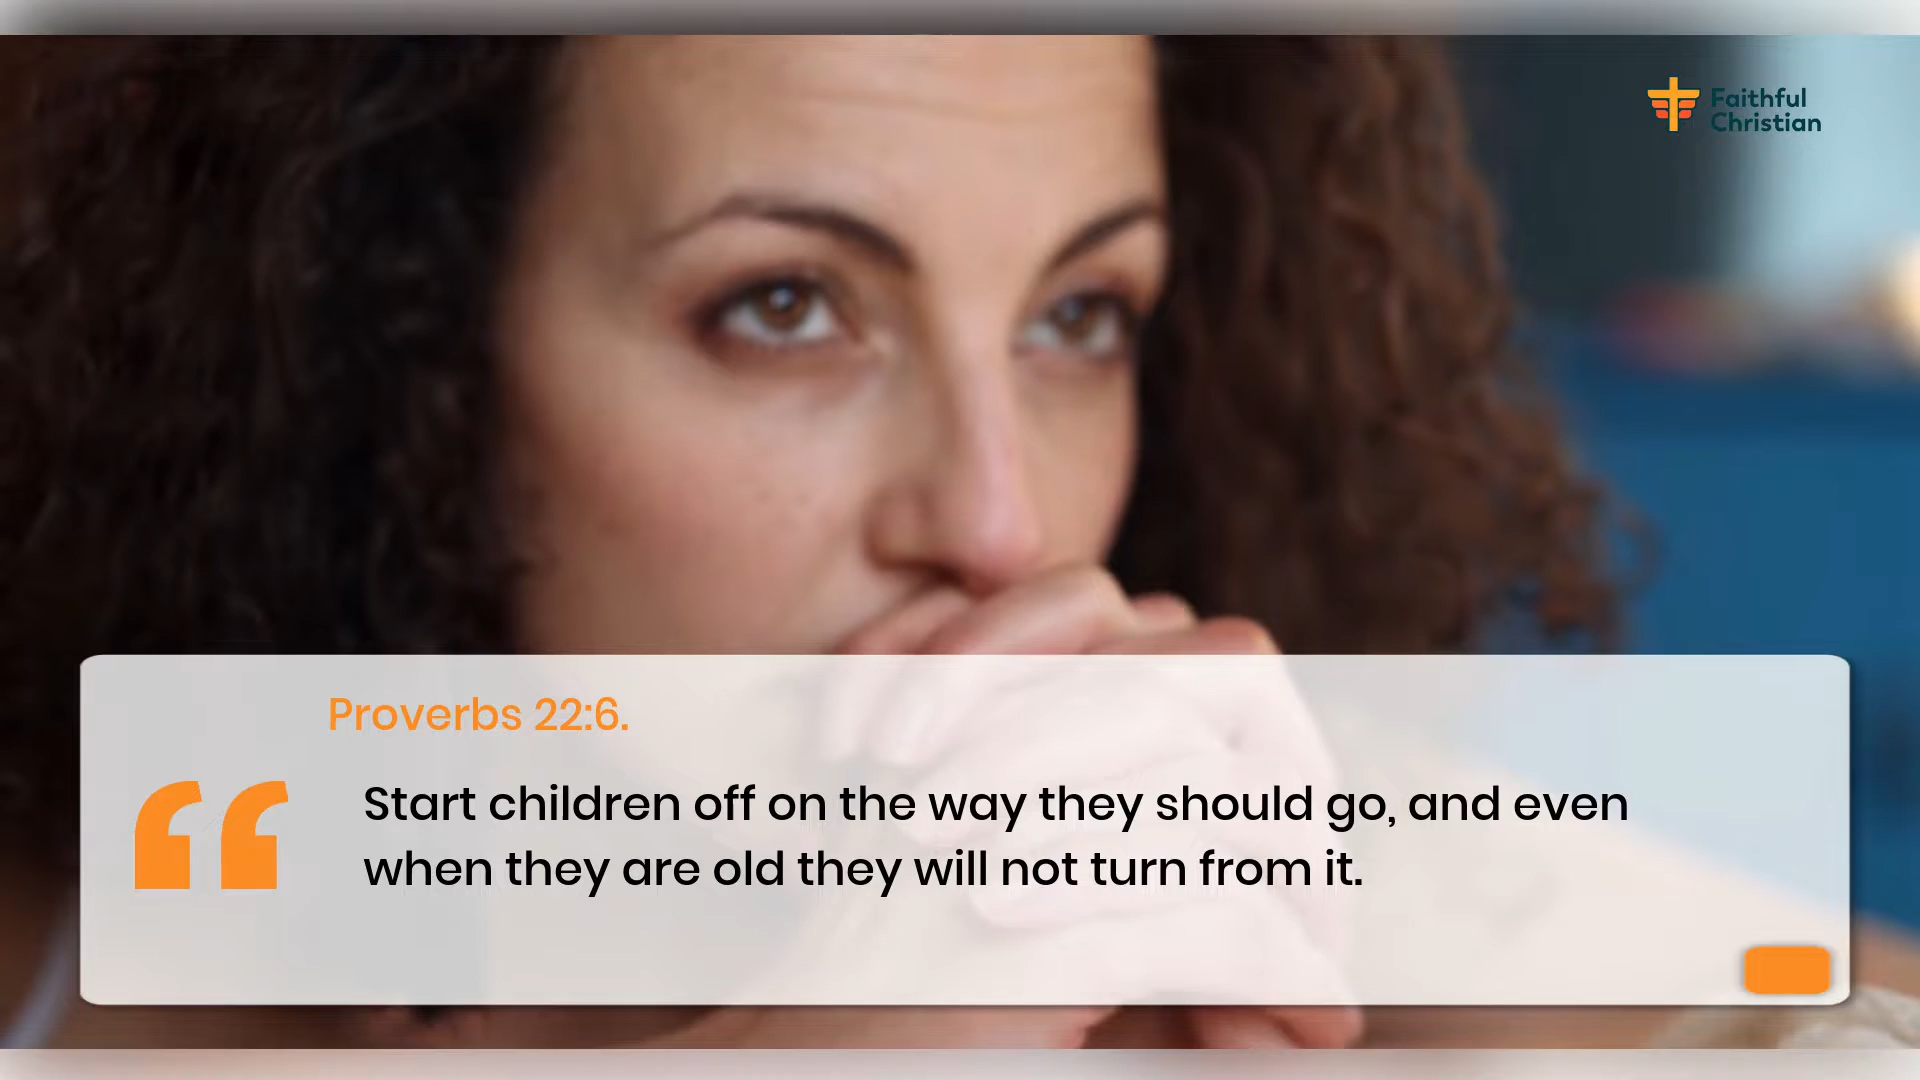 Faithful
Christian
Proverbs 22:6.
Start children off on the way they should go, and even
when they are old they will not turn from it.